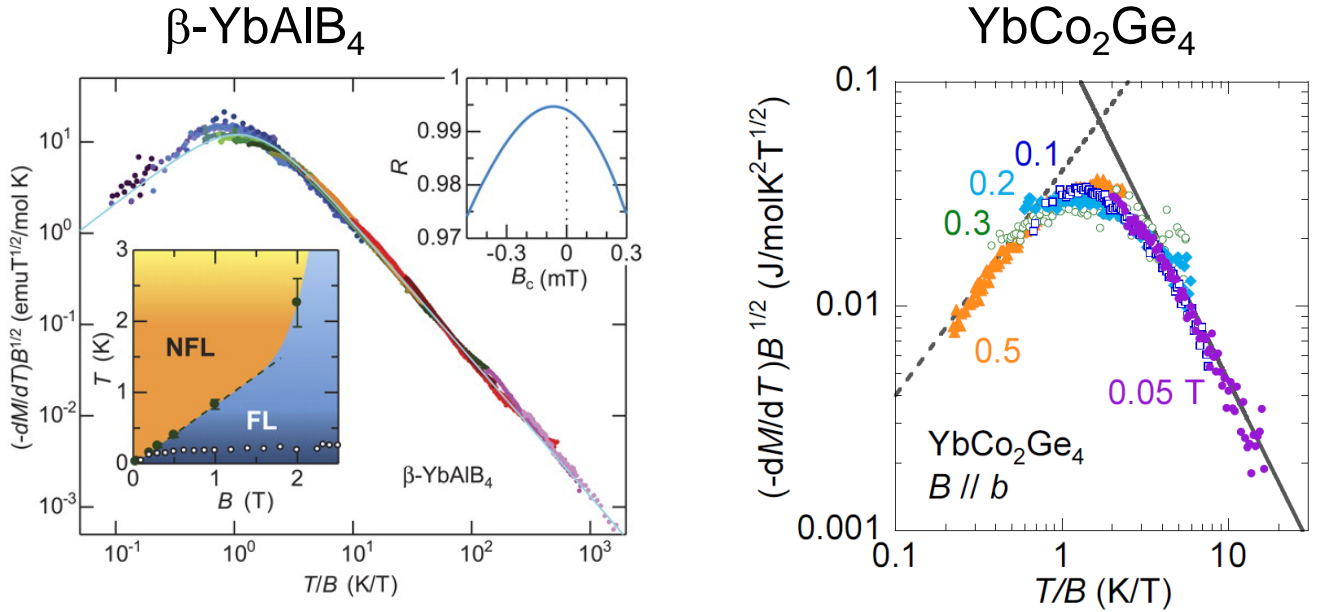 β-YbAlB4
(-dM/dT)B^1/2 (emuT^1/2/mol K)
10^1
10^0
10^-1
10^-2
10^-3
10^-1
10^0
10^1
10^2
10^3
T/B (K/T)
β-YbAlB4
1
0.99
0.98
0.97
R
-0.3
0
0.3
Bc (mT)
3
2
1
0
T (K)
NFL
FL
0
1
2
B (T)
YbCo2Ge4
(-dM/dT)B^1/2 (J/molK^2T^1/2)
0.1
0.01
0.001
0.1
1
10
T/B (K/T)
0.1
0.2
0.3
0.5
0.05 T
YbCo2Ge4
B // b